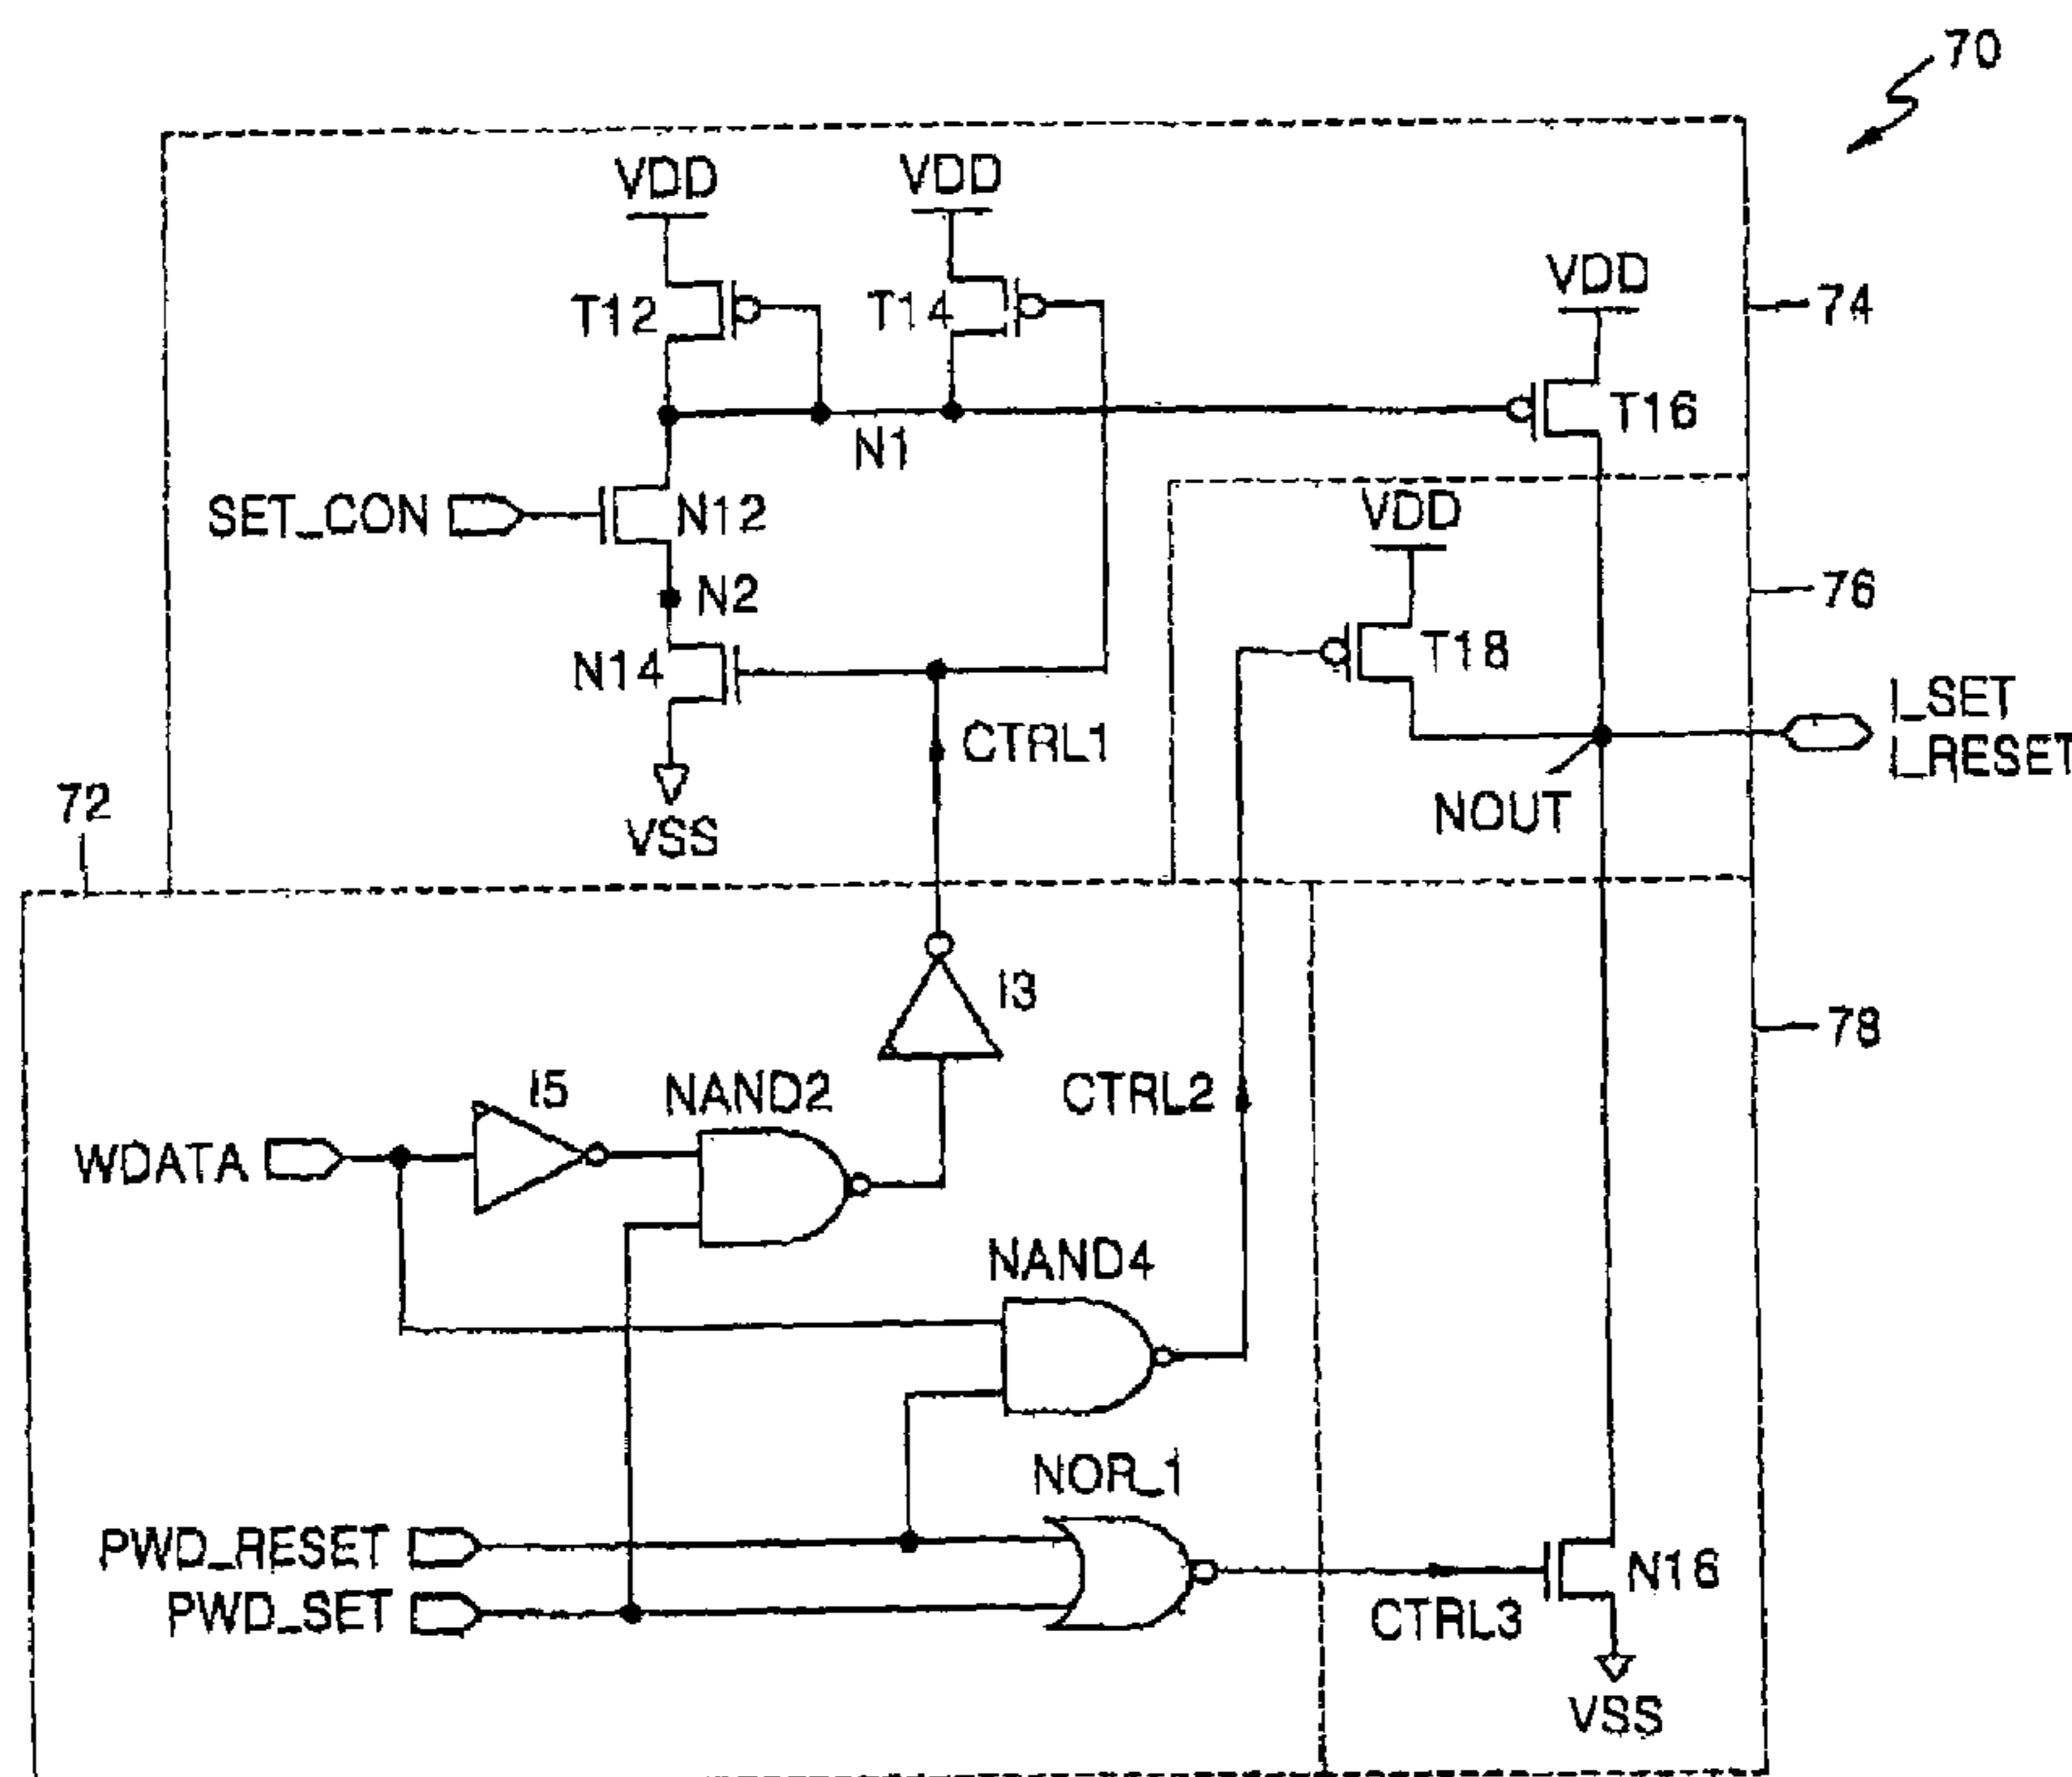 70
VDD
VDD
VDD
T12
T14
74
T16
N1
VDD
SET_CON
N12
76
N2
T18
N14
I_SET
I_RESET
CTRL1
72
NOUT
VSS
I3
78
I5
NAND2
CTRL2
WDATA
NAND4
NOR_1
PWD_RESET
N16
PWD_SET
CTRL3
VSS